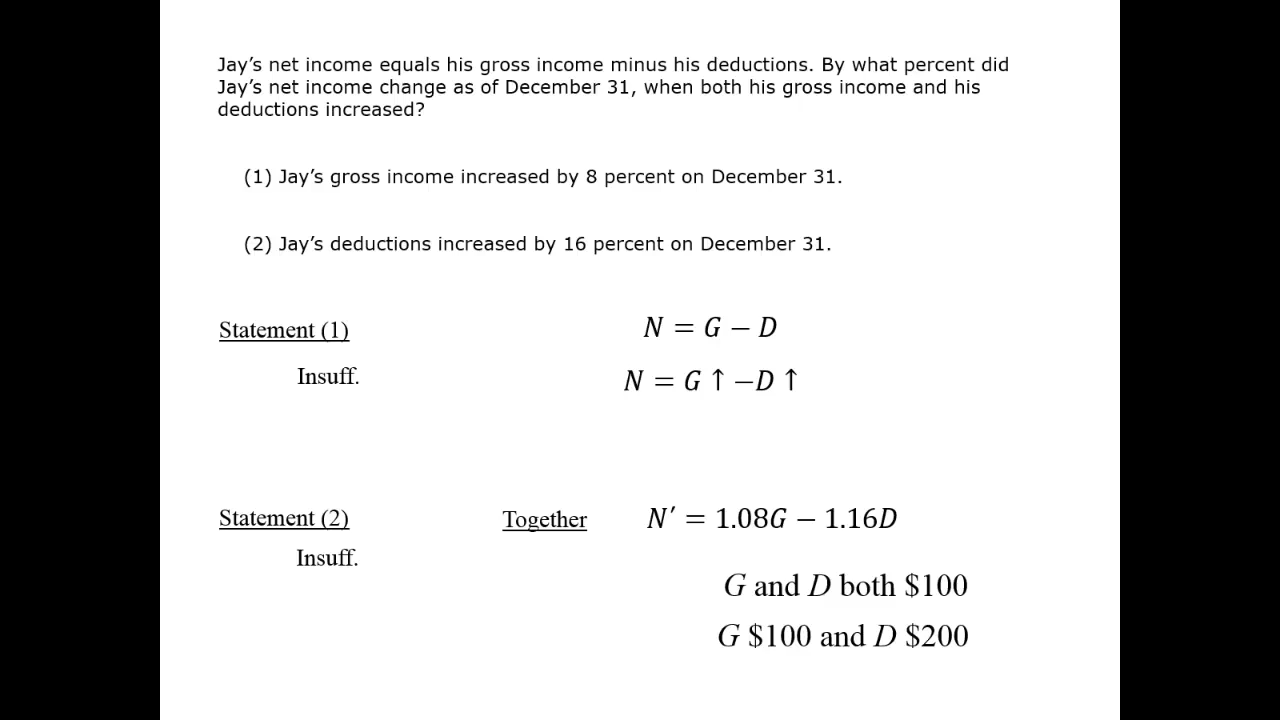 Jay’s net income equals his gross income minus his deductions. By what percent did
Jay’s net income change as of December 31, when both his gross income and his
deductions increased?
(1) Jay’s gross income increased by 8 percent on December 31.
(2) Jay’s deductions increased by 16 percent on December 31.
Statement (1)
Insuff.
N = G − D
N = G ↑ −D ↑
Statement (2)
Insuff.
Together
N′ = 1.08G − 1.16D
G and D both $100
G $100 and D $200